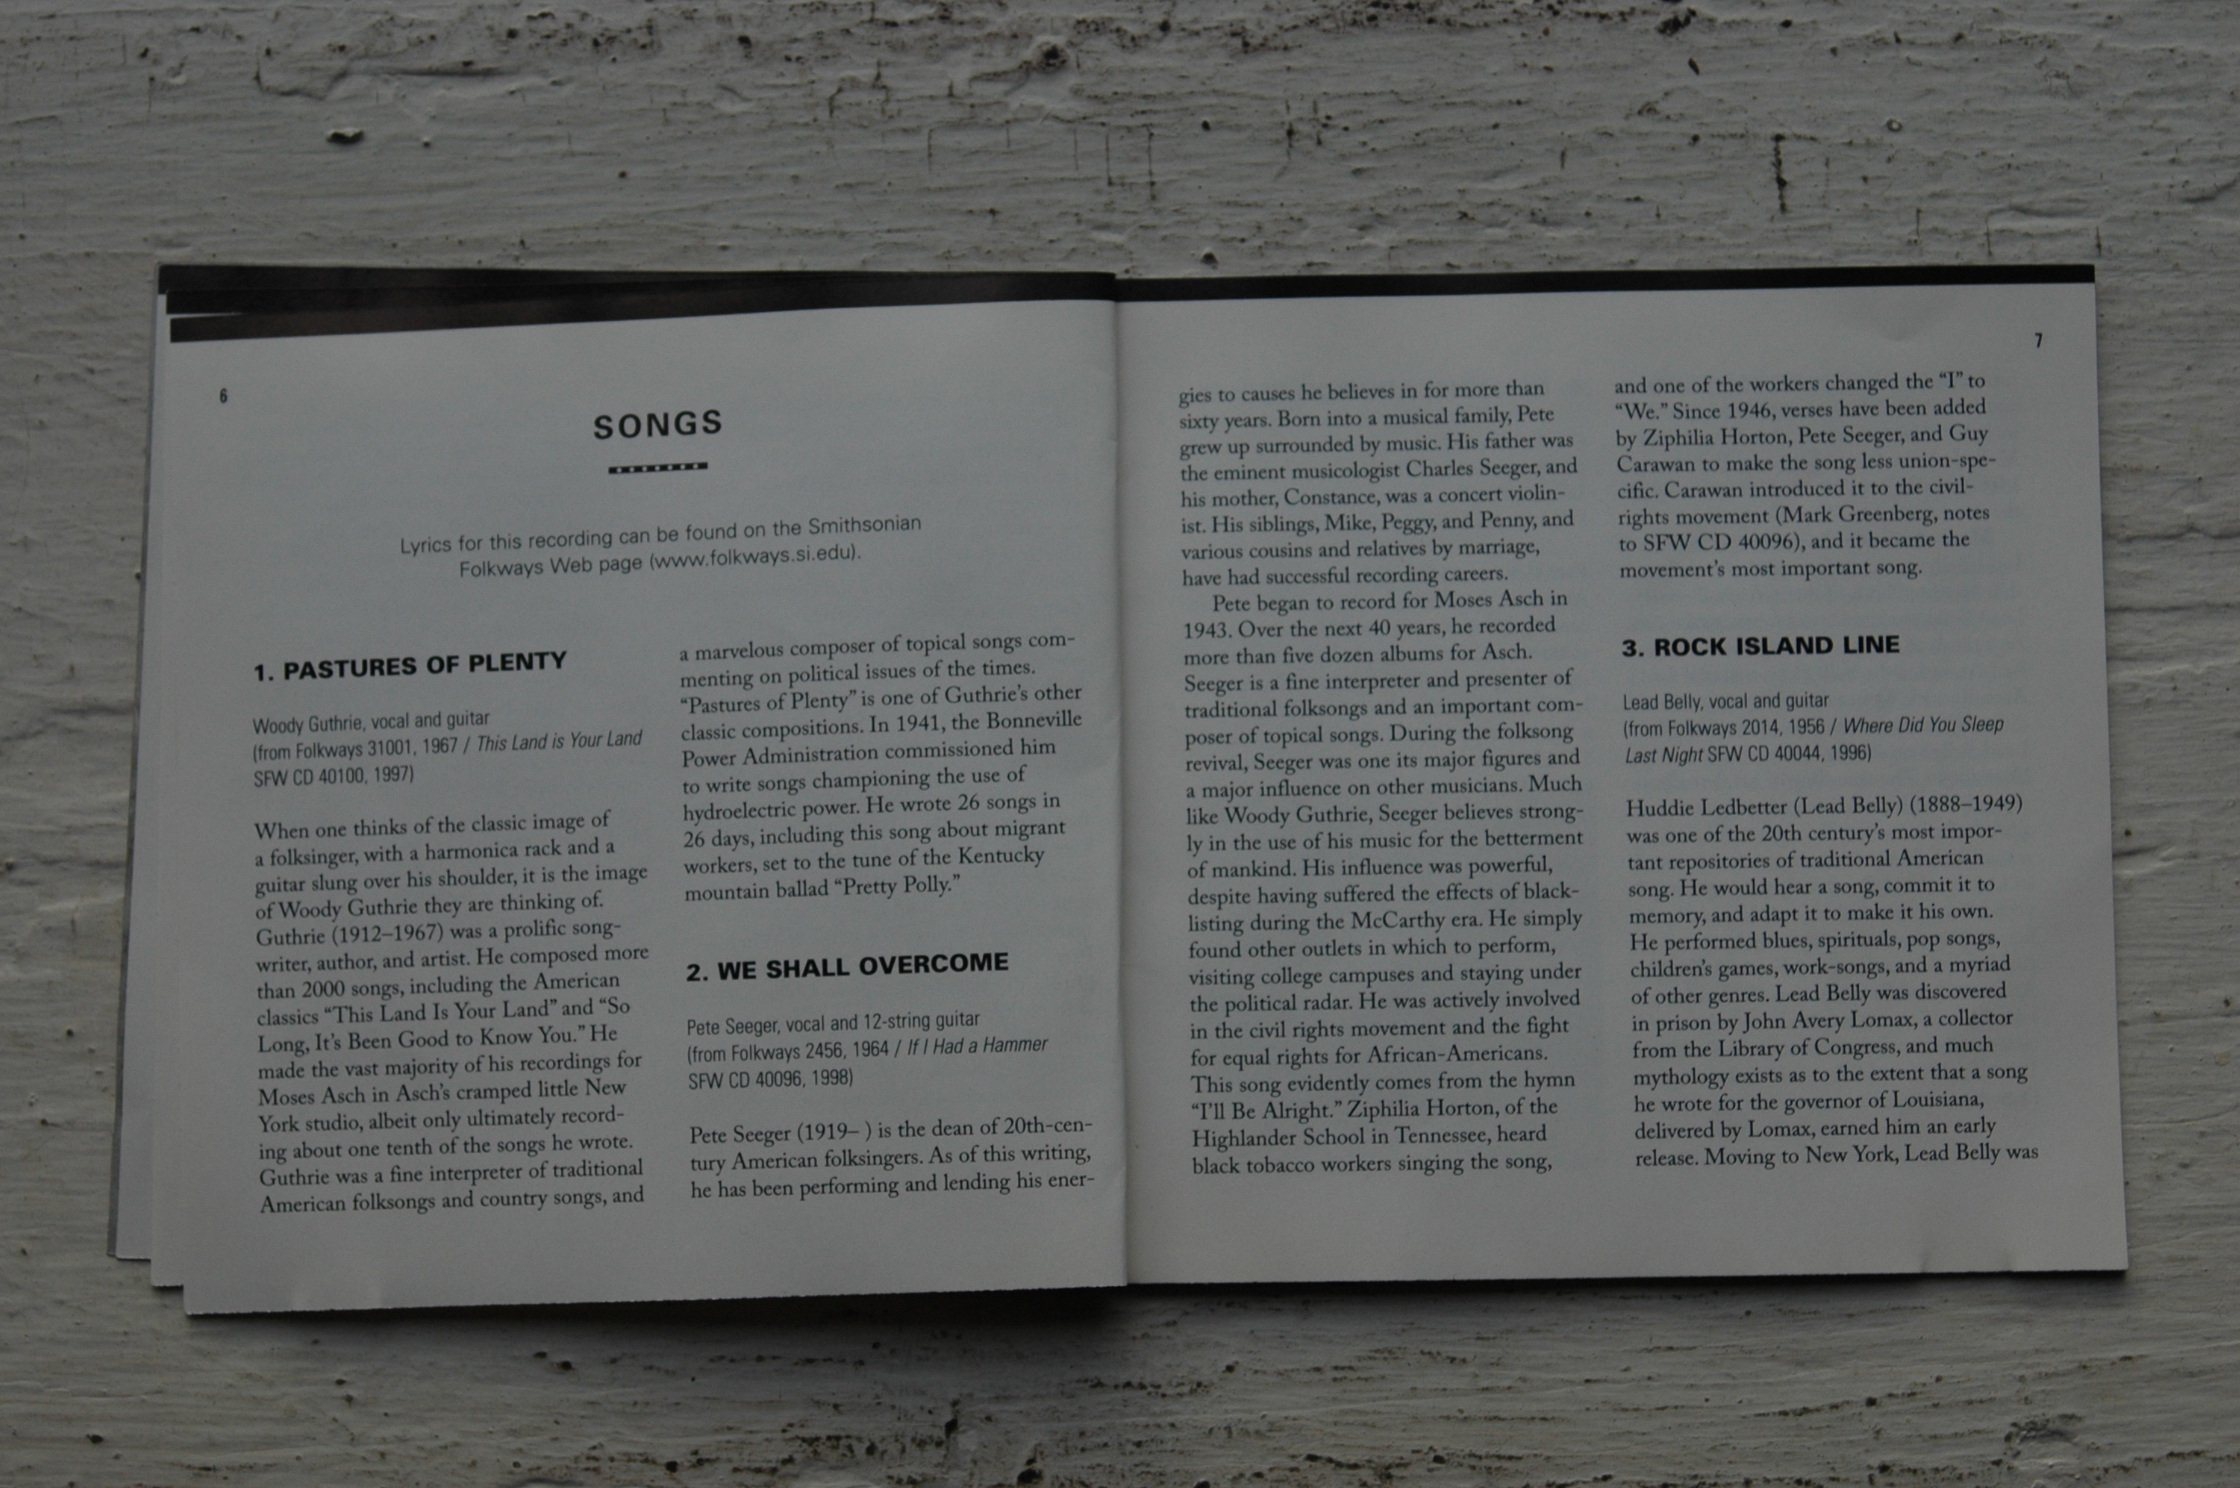 6
SONGS
Lyrics for this recording can be found on the Smithsonian
Folkways Web page (www.folkways.si.edu).
1. PASTURES OF PLENTY
Woody Guthrie, vocal and guitar
(from Folkways 31001, 1967 / This Land is Your Land
SFW CD 40100, 1997)
When one thinks of the classic image of
a folksinger, with a harmonica rack and a
guitar slung over his shoulder, it is the image
of Woody Guthrie they are thinking of.
Guthrie (1912–1967) was a prolific song-
writer, author, and artist. He composed more
than 2000 songs, including the American
classics “This Land Is Your Land” and “So
Long, It’s Been Good to Know You.” He
made the vast majority of his recordings for
Moses Asch in Asch’s cramped little New
York studio, albeit only ultimately record-
ing about one tenth of the songs he wrote.
Guthrie was a fine interpreter of traditional
American folksongs and country songs, and
a marvelous composer of topical songs com-
menting on political issues of the times.
“Pastures of Plenty” is one of Guthrie’s other
classic compositions. In 1941, the Bonneville
Power Administration commissioned him
to write songs championing the use of
hydroelectric power. He wrote 26 songs in
26 days, including this song about migrant
workers, set to the tune of the Kentucky
mountain ballad “Pretty Polly.”
2. WE SHALL OVERCOME
Pete Seeger, vocal and 12-string guitar
(from Folkways 2456, 1964 / If I Had a Hammer
SFW CD 40096, 1998)
Pete Seeger (1919– ) is the dean of 20th-cen-
tury American folksingers. As of this writing,
he has been performing and lending his ener-
gies to causes he believes in for more than
sixty years. Born into a musical family, Pete
grew up surrounded by music. His father was
the eminent musicologist Charles Seeger, and
his mother, Constance, was a concert violin-
ist. His siblings, Mike, Peggy, and Penny, and
various cousins and relatives by marriage,
have had successful recording careers.
Pete began to record for Moses Asch in
1943. Over the next 40 years, he recorded
more than five dozen albums for Asch.
Seeger is a fine interpreter and presenter of
traditional folksongs and an important com-
poser of topical songs. During the folksong
revival, Seeger was one its major figures and
a major influence on other musicians. Much
like Woody Guthrie, Seeger believes strong-
ly in the use of his music for the betterment
of mankind. His influence was powerful,
despite having suffered the effects of black-
listing during the McCarthy era. He simply
found other outlets in which to perform,
visiting college campuses and staying under
the political radar. He was actively involved
in the civil rights movement and the fight
for equal rights for African-Americans.
This song evidently comes from the hymn
“I’ll Be Alright.” Ziphilia Horton, of the
Highlander School in Tennessee, heard
black tobacco workers singing the song,
7
and one of the workers changed the “I” to
“We.” Since 1946, verses have been added
by Ziphilia Horton, Pete Seeger, and Guy
Carawan to make the song less union-spe-
cific. Carawan introduced it to the civil-
rights movement (Mark Greenberg, notes
to SFW CD 40096), and it became the
movement’s most important song.
3. ROCK ISLAND LINE
Lead Belly, vocal and guitar
(from Folkways 2014, 1956 / Where Did You Sleep
Last Night SFW CD 40044, 1996)
Huddie Ledbetter (Lead Belly) (1888–1949)
was one of the 20th century’s most impor-
tant repositories of traditional American
song. He would hear a song, commit it to
memory, and adapt it to make it his own.
He performed blues, spirituals, pop songs,
children’s games, work-songs, and a myriad
of other genres. Lead Belly was discovered
in prison by John Avery Lomax, a collector
from the Library of Congress, and much
mythology exists as to the extent that a song
he wrote for the governor of Louisiana,
delivered by Lomax, earned him an early
release. Moving to New York, Lead Belly was